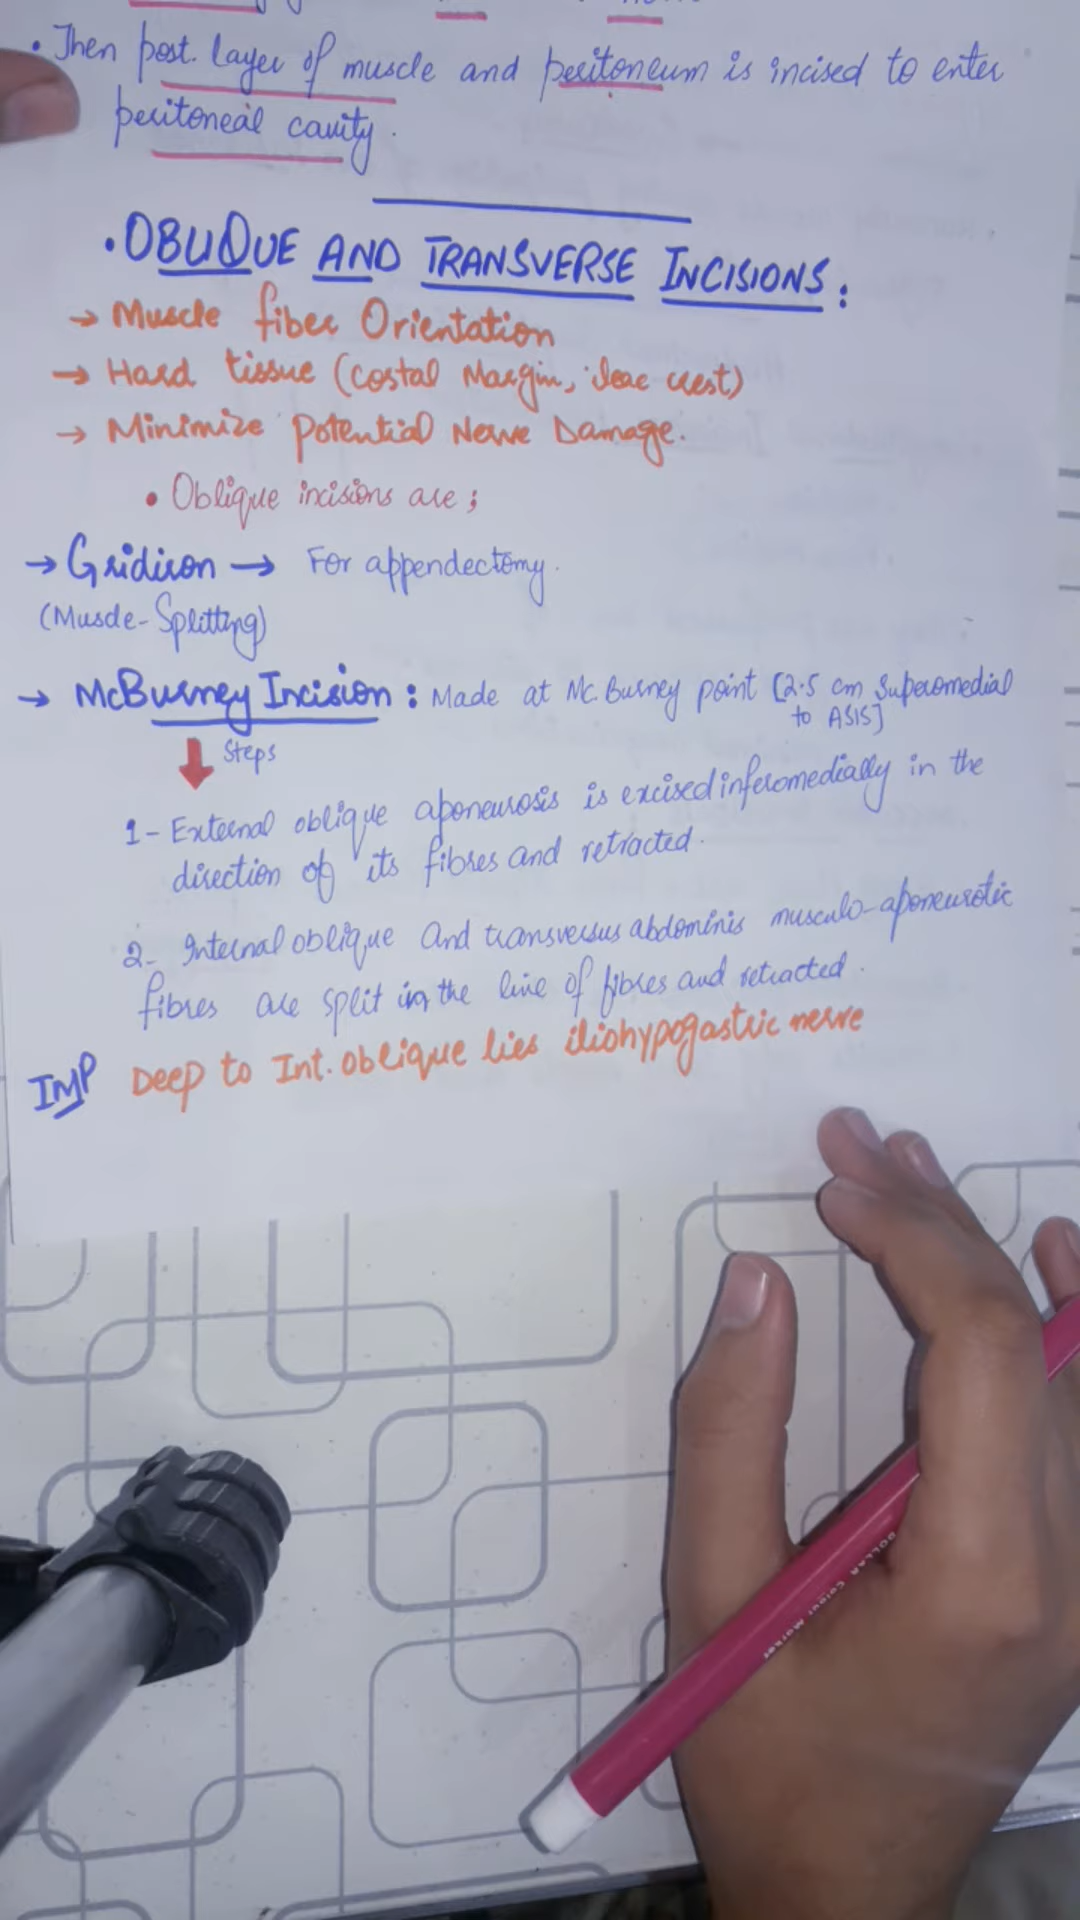 • Then post. layer of muscle and peritoneum is incised to enter
peritoneal cavity.
• OBLIQUE AND TRANSVERSE INCISIONS :
→ Muscle fiber Orientation
→ Hard tissue (costal Margin, ileac crest)
→ Minimize Potential Nerve Damage.
• Oblique incisions are ;
→ Gridiron → For appendectomy.
(Muscle-Splitting)
→ McBurney Incision : Made at Mc.Burney point [2.5 cm Superomedial
to ASIS]
Steps
1- External oblique aponeurosis is excised inferomedially in the
direction of its fibres and retracted.
2- Internal oblique and transversus abdominis musculo-aponeurotic
fibres are split in the line of fibres and retracted.
IMP Deep to Int. oblique lies iliohypogastric nerve
DOLLAR Colour Marker